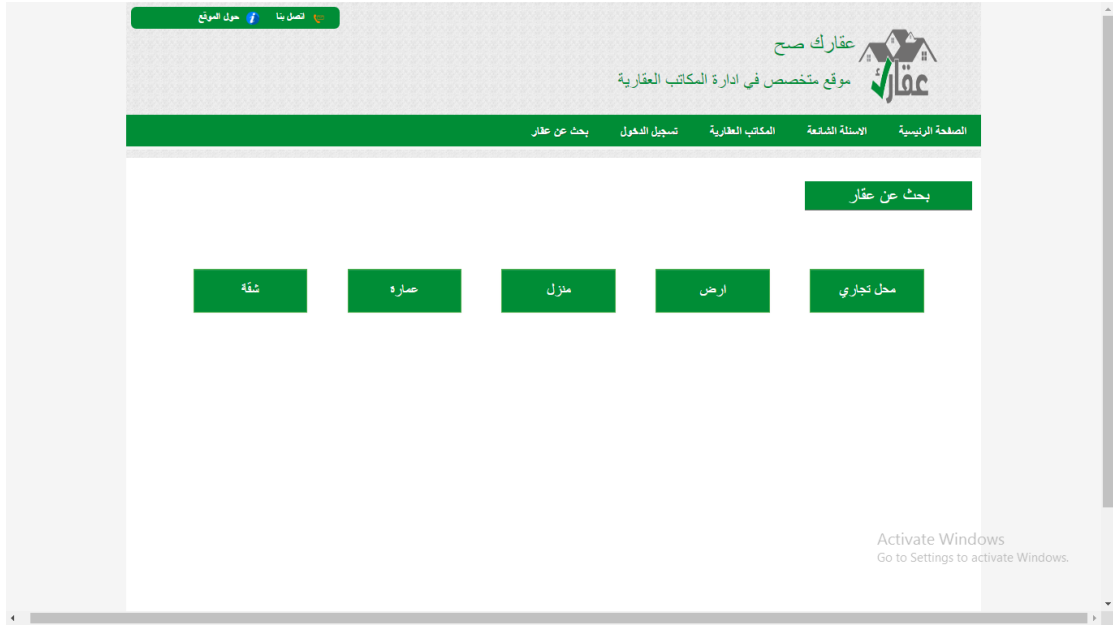 اتصل بنا حول الموقع
عقارك صح
عقارك
موقع متخصص في ادارة المكاتب العقارية
الصفحة الرئيسية الاسئلة الشائعة المكاتب العقارية تسجيل الدخول بحث عن عقار
بحث عن عقار
محل تجاري ارض منزل عمارة شقة
Activate Windows
Go to Settings to activate Windows.